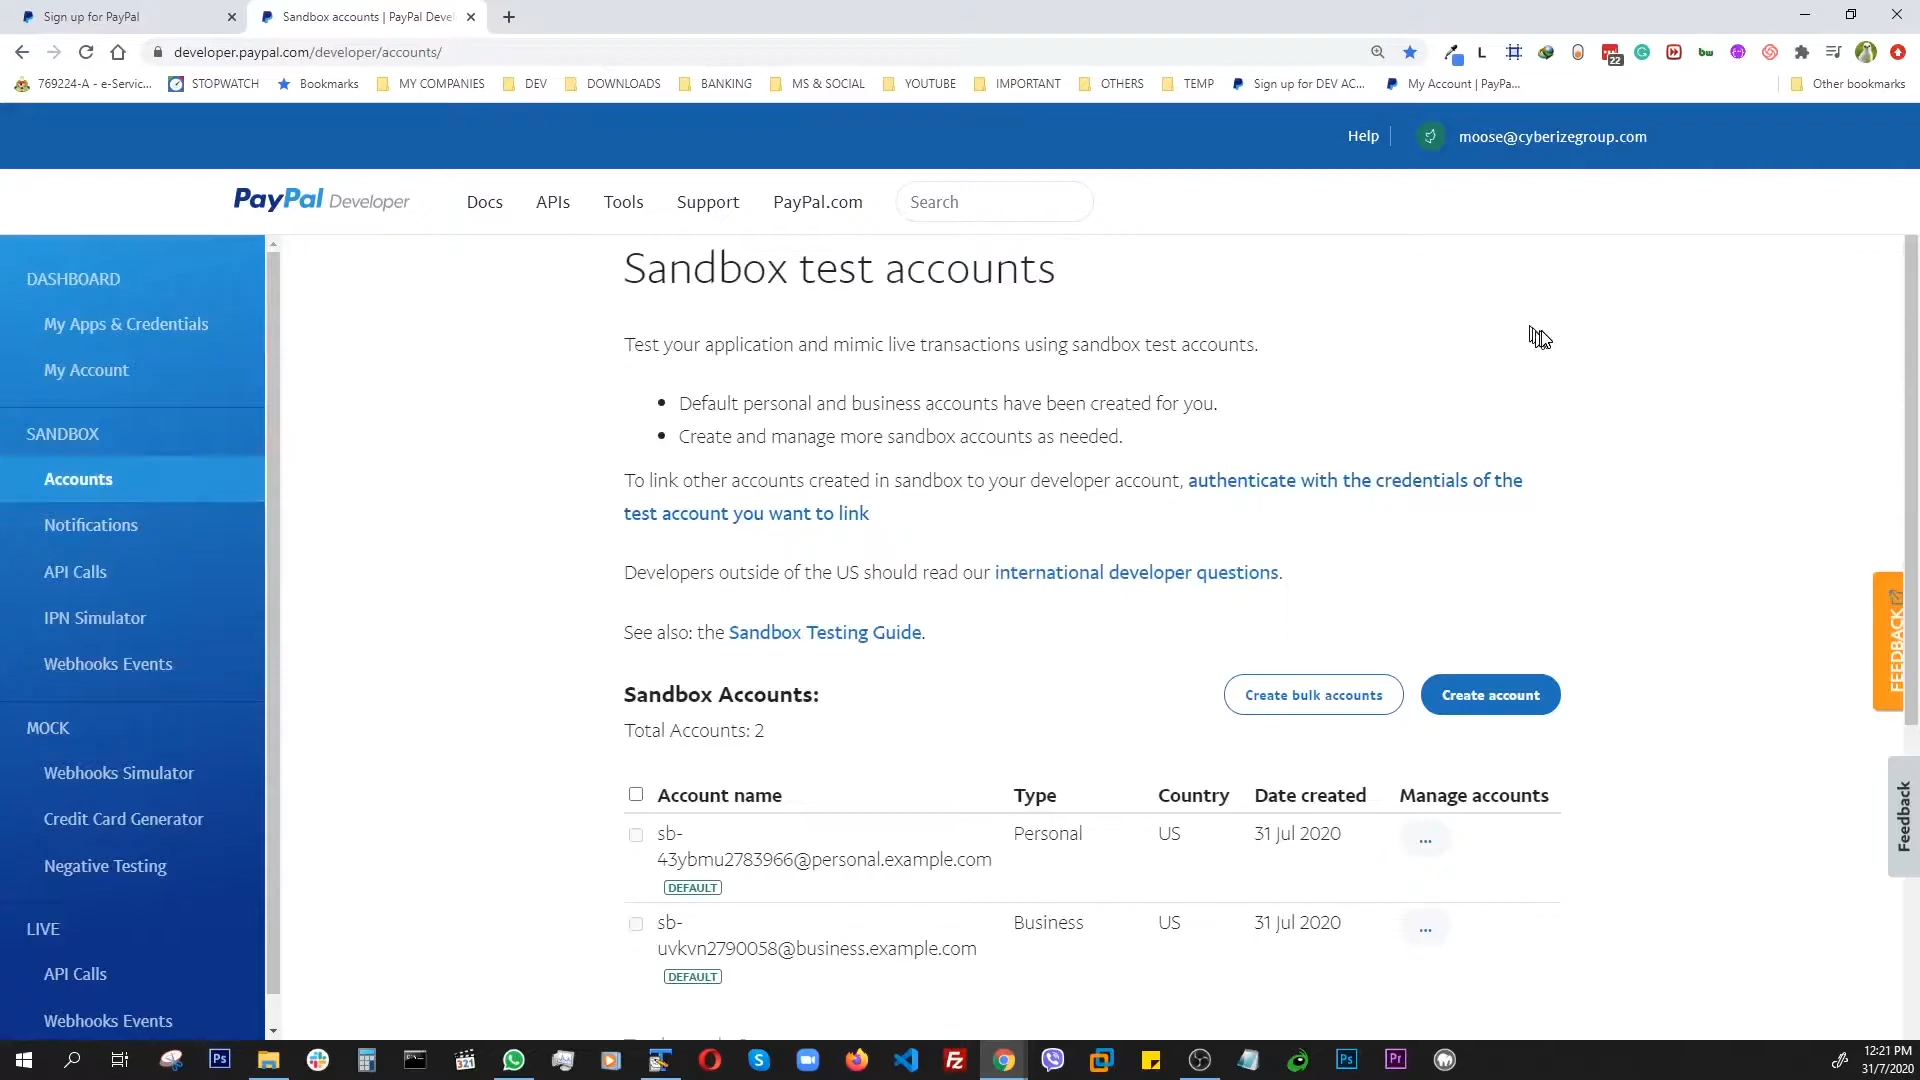 Sign up for PayPal
Sandbox accounts | PayPal Deve
developer.paypal.com/developer/accounts/
22
769224-A - e-Servic...
STOPWATCH
Bookmarks
MY COMPANIES
DEV
DOWNLOADS
BANKING
MS & SOCIAL
YOUTUBE
IMPORTANT
OTHERS
TEMP
Sign up for DEV AC...
My Account | PayPa...
Other bookmarks
Help
moose@cyberizegroup.com
PayPal Developer
Docs
APIs
Tools
Support
PayPal.com
Search
DASHBOARD
My Apps & Credentials
My Account
SANDBOX
Accounts
Notifications
API Calls
IPN Simulator
Webhooks Events
MOCK
Webhooks Simulator
Credit Card Generator
Negative Testing
LIVE
API Calls
Webhooks Events
Sandbox test accounts
Test your application and mimic live transactions using sandbox test accounts.
Default personal and business accounts have been created for you.
Create and manage more sandbox accounts as needed.
To link other accounts created in sandbox to your developer account, authenticate with the credentials of the
test account you want to link
Developers outside of the US should read our international developer questions.
See also: the Sandbox Testing Guide.
Sandbox Accounts:
Create bulk accounts
Create account
Total Accounts: 2
Account name Type Country Date created Manage accounts
sb- Personal US 31 Jul 2020 ...
43ybmu2783966@personal.example.com
DEFAULT
sb- Business US 31 Jul 2020 ...
uvkvn2790058@business.example.com
DEFAULT
FEEDBACK
Feedback
12:21 PM
31/7/2020